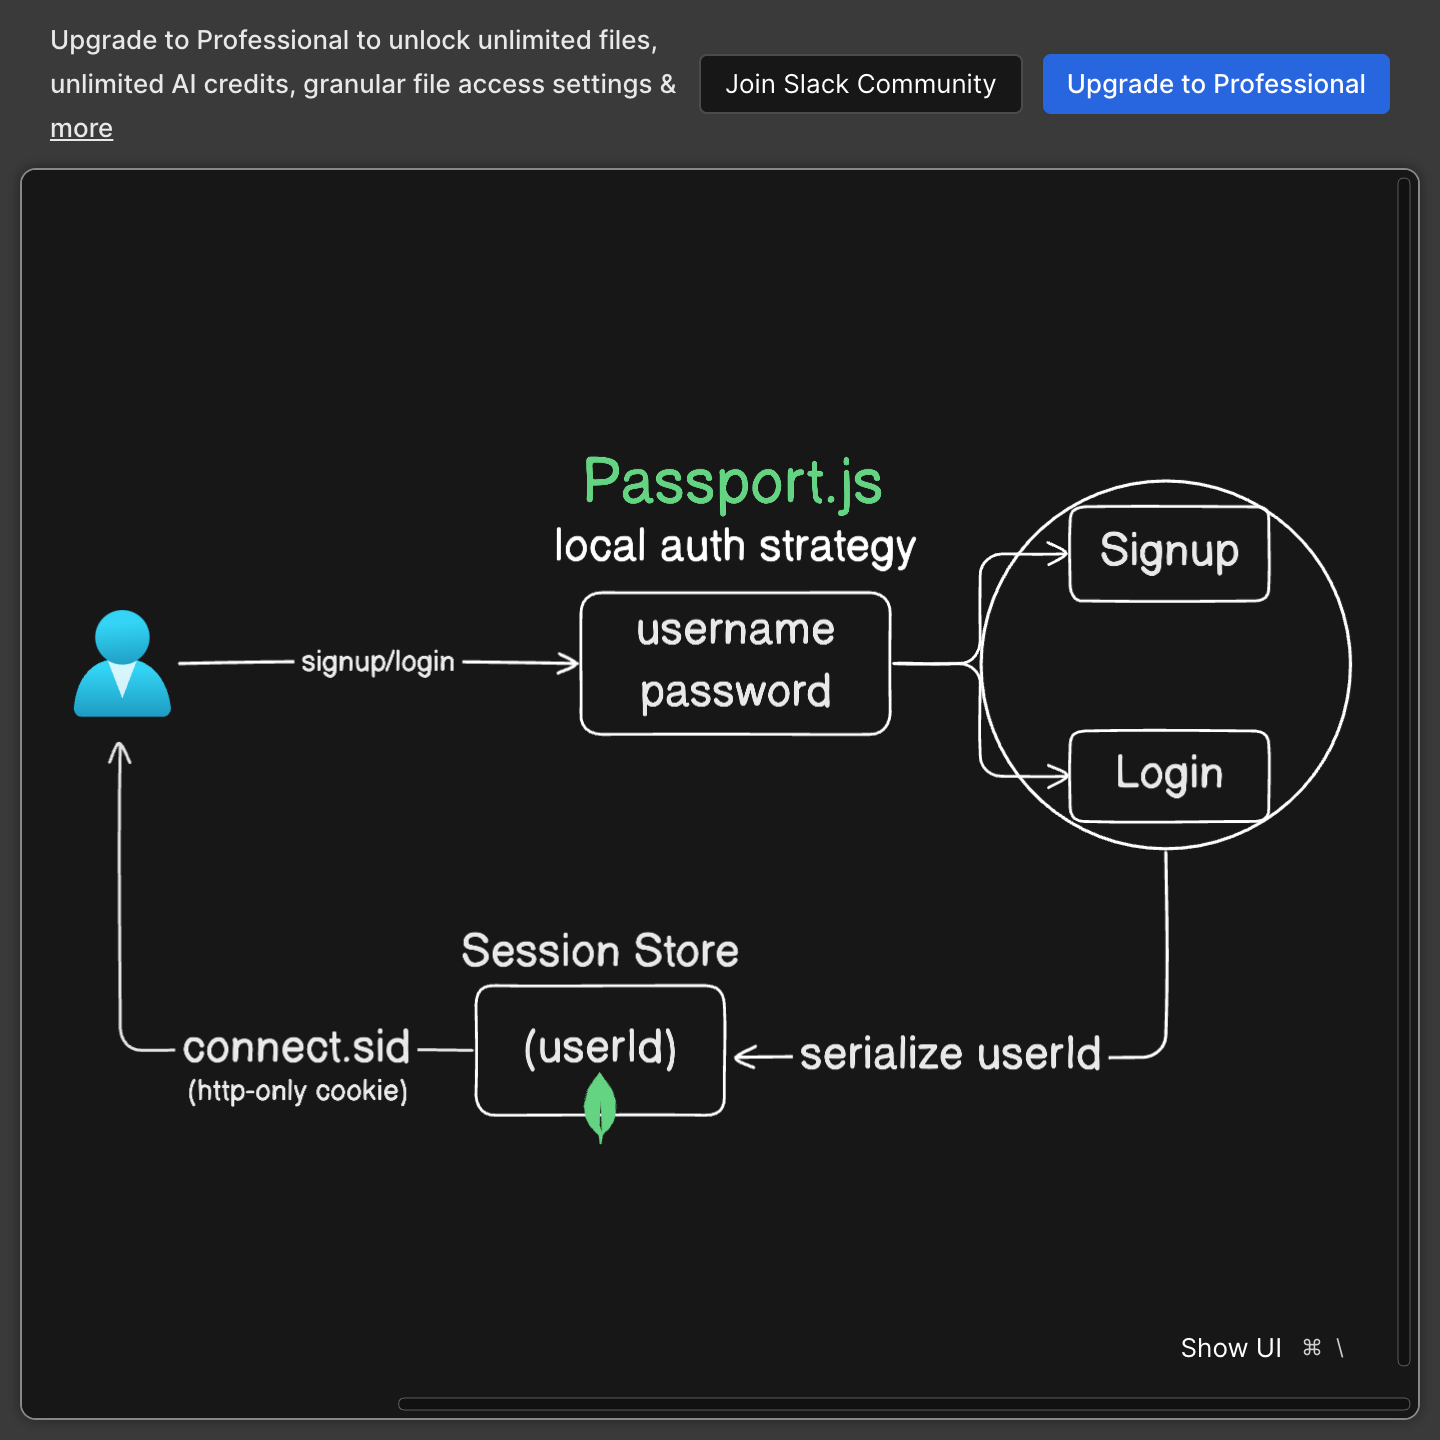 Upgrade to Professional to unlock unlimited files,
unlimited AI credits, granular file access settings &
more
Join Slack Community
Upgrade to Professional
Passport.js
local auth strategy
username
password
signup/login
Signup
Login
Session Store
(userId)
serialize userId
connect.sid
(http-only cookie)
Show UI ⌘ \